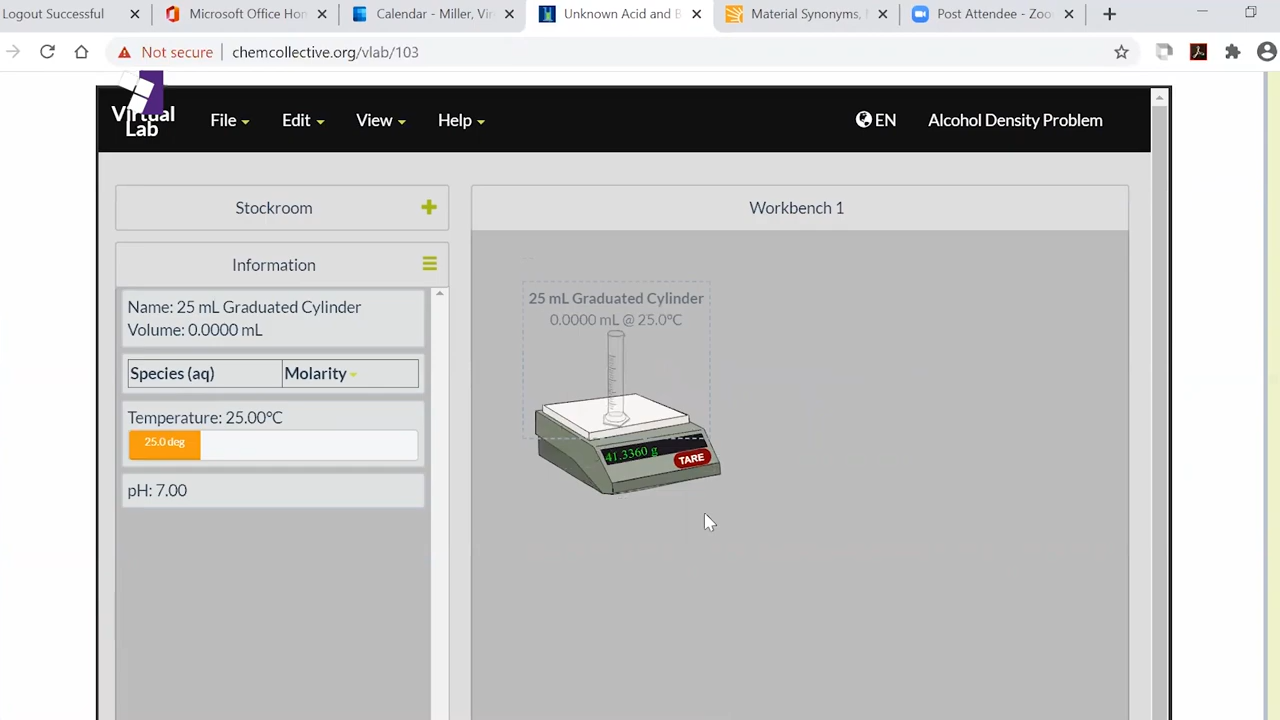 Logout Successful
Microsoft Office Hon
Calendar - Miller, Vir
Unknown Acid and B
Material Synonyms,
Post Attendee - Zoo
Not secure
chemcollective.org/vlab/103
Virtual Lab
File
Edit
View
Help
EN
Alcohol Density Problem
Stockroom
Workbench 1
Information
Name: 25 mL Graduated Cylinder
Volume: 0.0000 mL
Species (aq)
Molarity
Temperature: 25.00°C
25.0 deg
pH: 7.00
25 mL Graduated Cylinder
0.0000 mL @ 25.0°C
41.3360 g
TARE